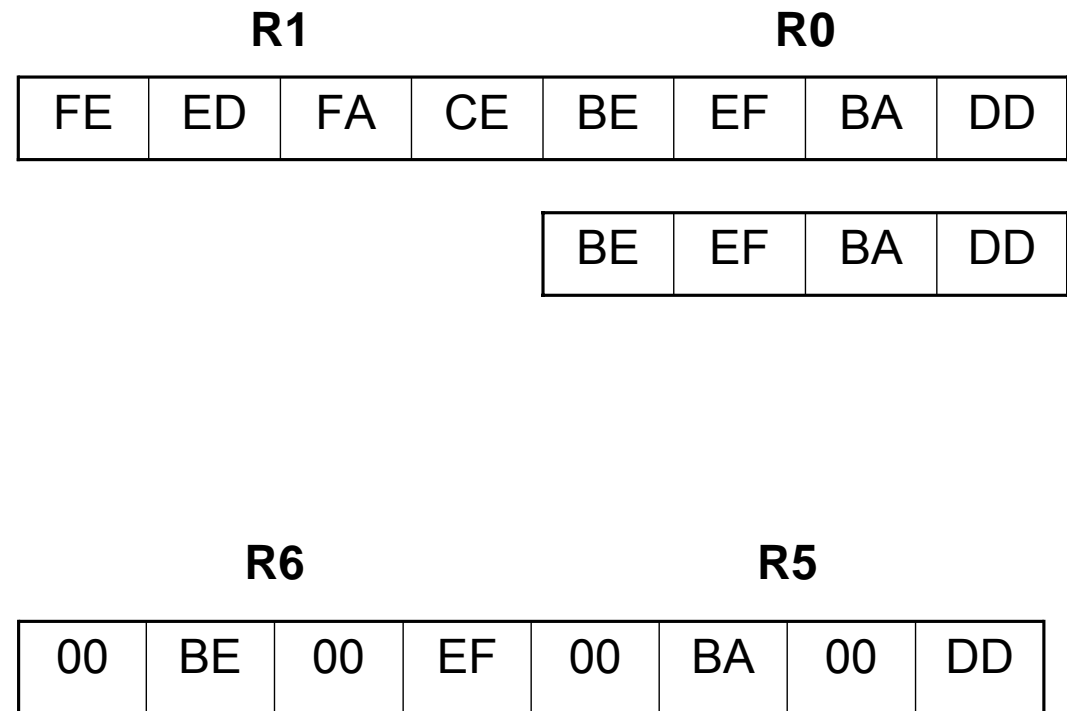 R1 R0
FE ED FA CE BE EF BA DD
BE EF BA DD
R6 R5
00 BE 00 EF 00 BA 00 DD